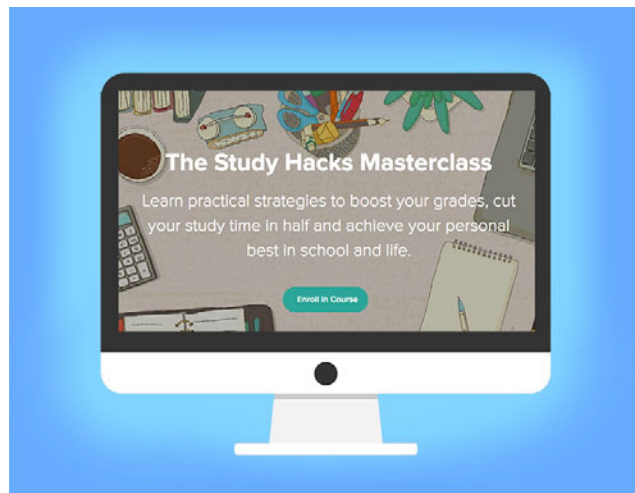 The Study Hacks Masterclass
Learn practical strategies to boost your grades, cut
your study time in half and achieve your personal
best in school and life.
Enroll in Course